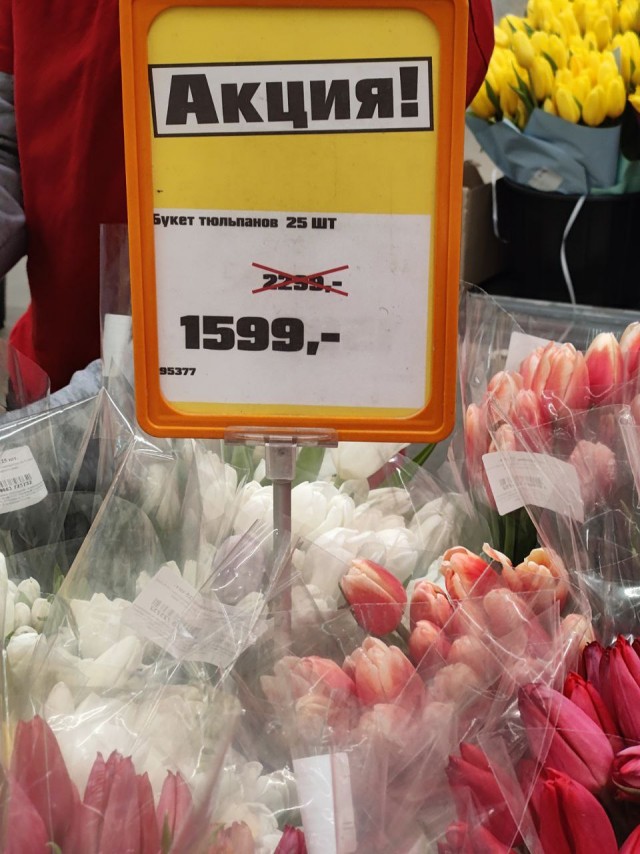 Акция!
Букет тюльпанов 25 ШТ
2299,-
1599,-
95377